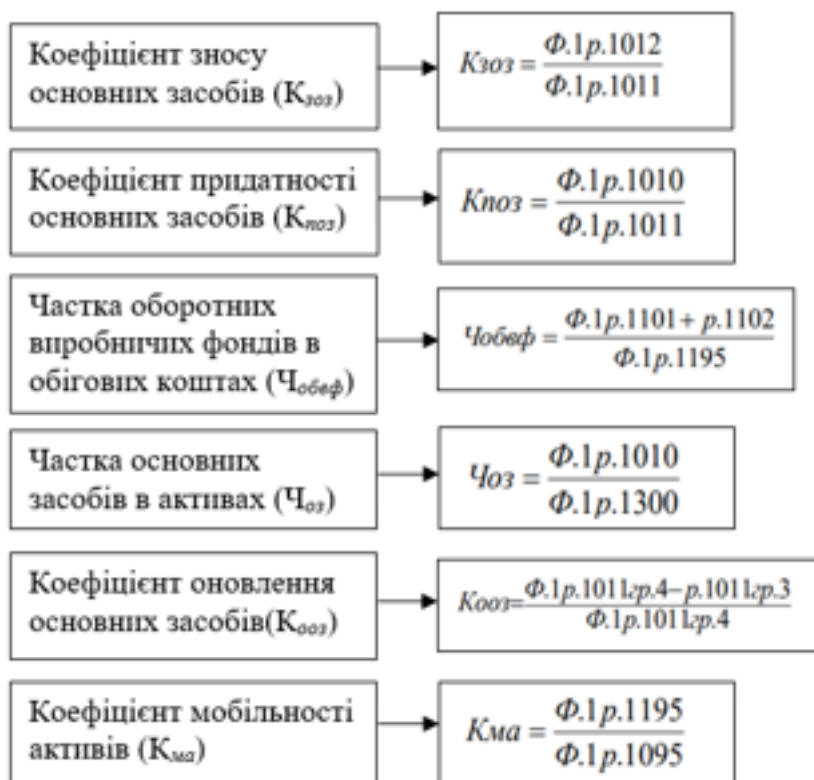 Коефіцієнт зносу
основних засобів (Кзоз)
Кзоз = Ф.1р.1012 / Ф.1р.1011
Коефіцієнт придатності
основних засобів (Кпоз)
Кпоз = Ф.1р.1010 / Ф.1р.1011
Частка оборотних
виробничих фондів в
обігових коштах (Чобвф)
Чобвф = Ф.1р.1101 + р.1102 / Ф.1р.1195
Частка основних
засобів в активах (Чоз)
Чоз = Ф.1р.1010 / Ф.1р.1300
Коефіцієнт оновлення
основних засобів(Кооз)
Кооз= Ф.1р.1011гр.4–р.1011гр.3 / Ф.1р.1011гр.4
Коефіцієнт мобільності
активів (Кма)
Кма = Ф.1р.1195 / Ф.1р.1095